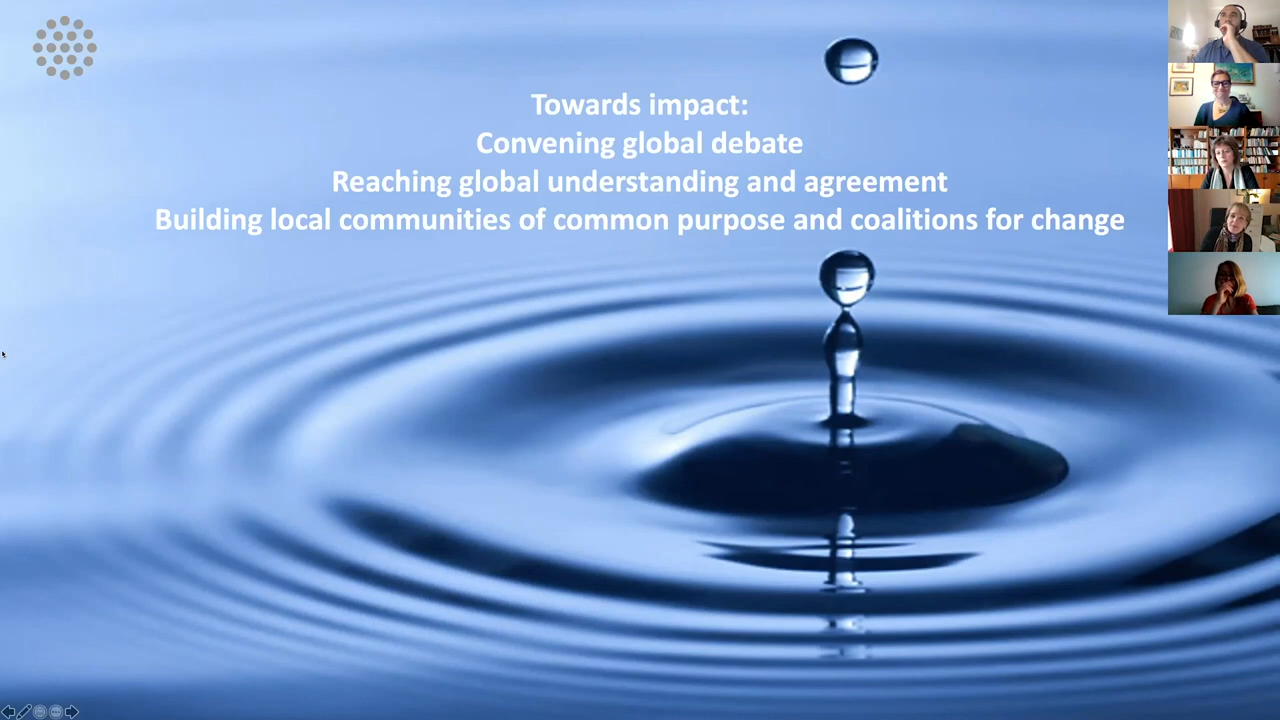 Towards impact:
Convening global debate
Reaching global understanding and agreement
Building local communities of common purpose and coalitions for change